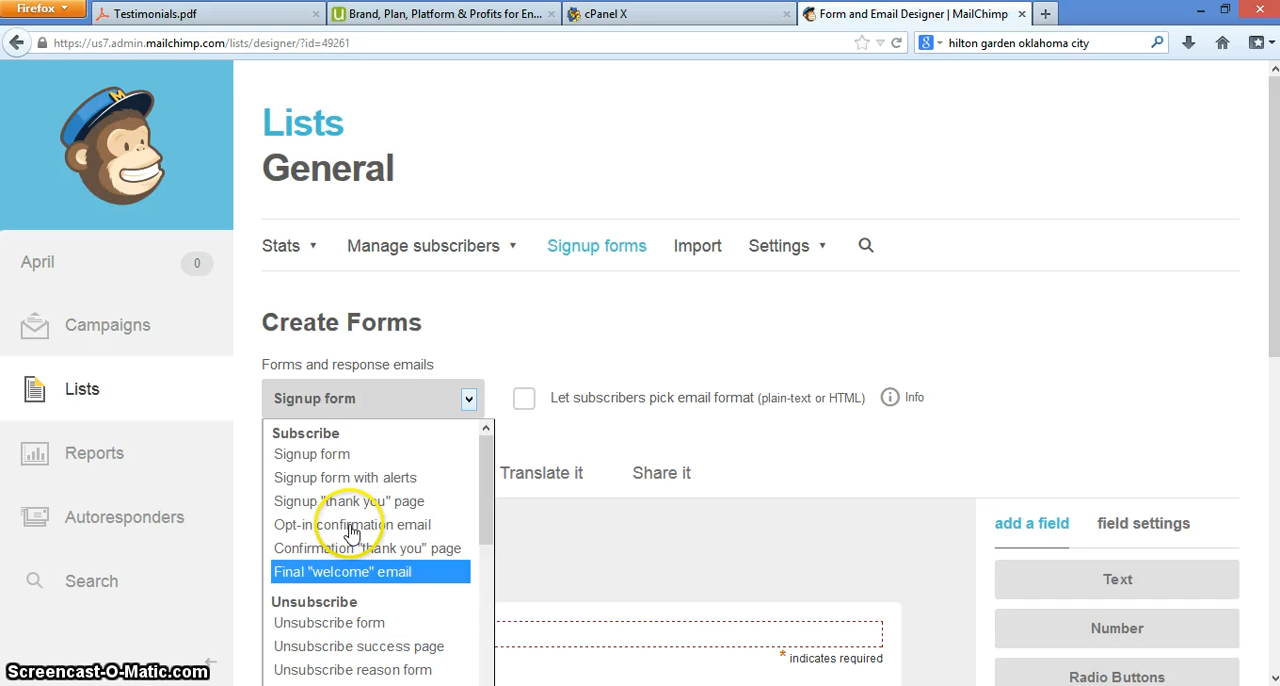 Firefox
Testimonials.pdf
Brand, Plan, Platform & Profits for En...
cPanel X
Form and Email Designer | MailChimp
https://us7.admin.mailchimp.com/lists/designer/?id=49261
hilton garden oklahoma city
M
Lists
General
Stats
Manage subscribers
Signup forms
Import
Settings
April
0
Campaigns
Lists
Reports
Autoresponders
Search
Create Forms
Forms and response emails
Signup form
Let subscribers pick email format (plain-text or HTML)
Info
Subscribe
Signup form
Signup form with alerts
Signup "thank you" page
Opt-in confirmation email
Confirmation "thank you" page
Final "welcome" email
Unsubscribe
Unsubscribe form
Unsubscribe success page
Unsubscribe reason form
Translate it
Share it
* indicates required
add a field
field settings
Text
Number
Radio Buttons
Screencast-O-Matic.com